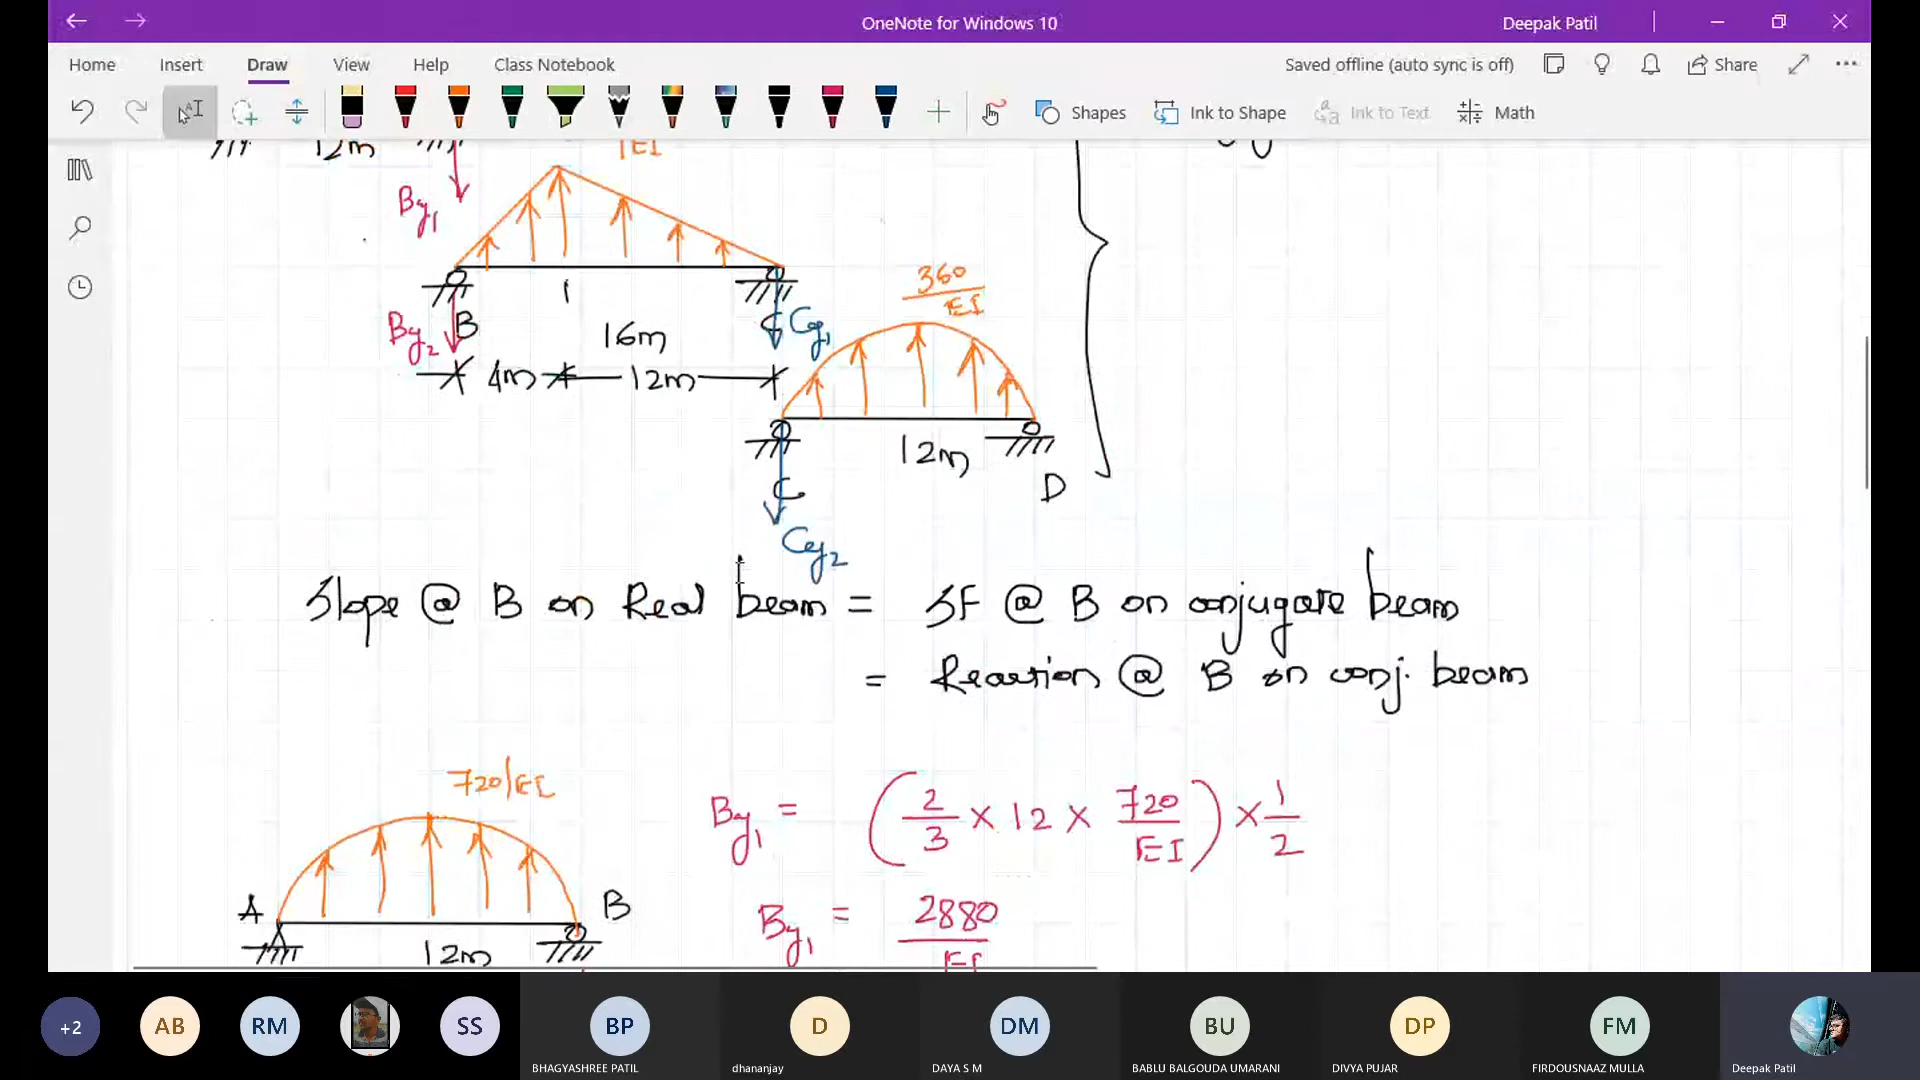 OneNote for Windows 10
Deepak Patil
Home Insert Draw View Help Class Notebook
Saved offline (auto sync is off)
Share
Shapes
Ink to Shape
Ink to Text
Math
12m
By1
B
By2
16m
C
Cy1
4m
12m
360
EI
12m
C
D
Cy2
Slope @ B on Real beam = SF @ B on conjugate beam
= Reaction @ B on conj. beam
720/EI
By1 = (2/3 × 12 × 720/EI) × 1/2
A
B
12m
By1 = 2880
EI
+2
AB
RM
SS
BP
D
DM
BU
DP
FM
BHAGYASHREE PATIL
dhananjay
DAYA S M
BABLU BALGOUDA UMARANI
DIVYA PUJAR
FIRDOUSNAAZ MULLA
Deepak Patil